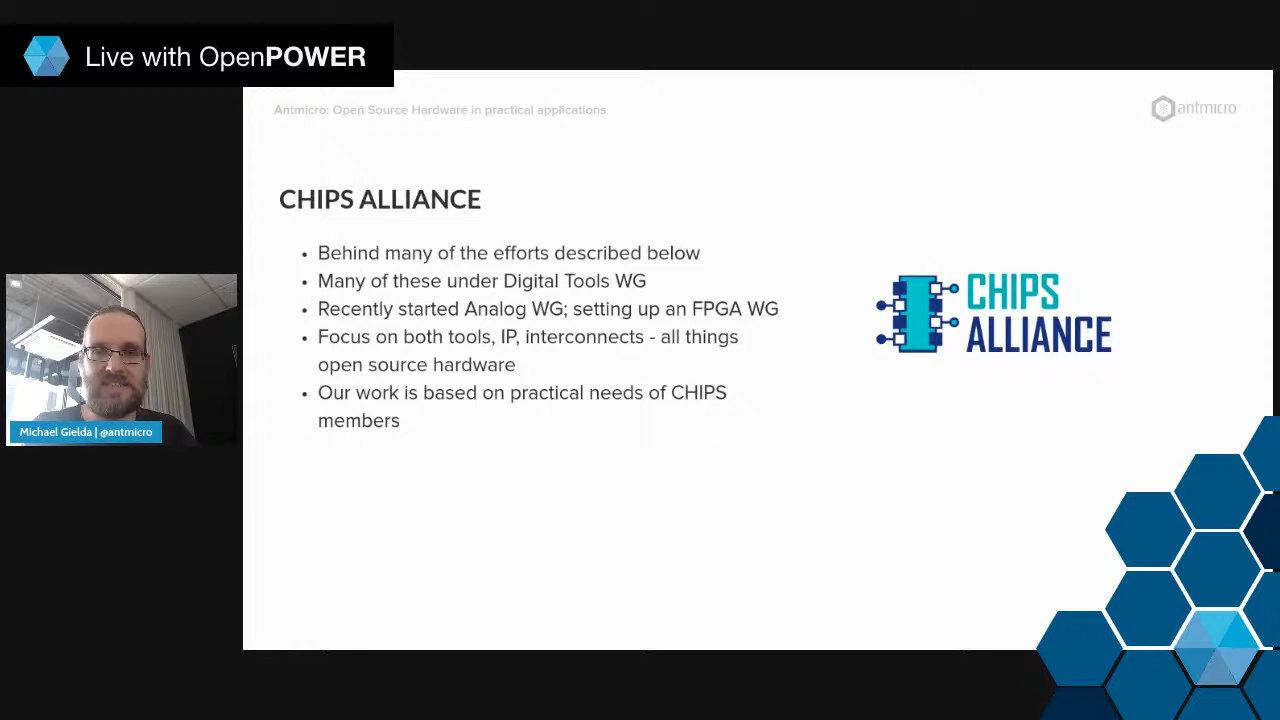 Live with OpenPOWER
Antmicro: Open Source Hardware in practical applications
antmicro
CHIPS ALLIANCE
• Behind many of the efforts described below
• Many of these under Digital Tools WG
• Recently started Analog WG; setting up an FPGA WG
• Focus on both tools, IP, interconnects - all things
open source hardware
• Our work is based on practical needs of CHIPS
members
CHIPS
ALLIANCE
Michael Gielda | @antmicro